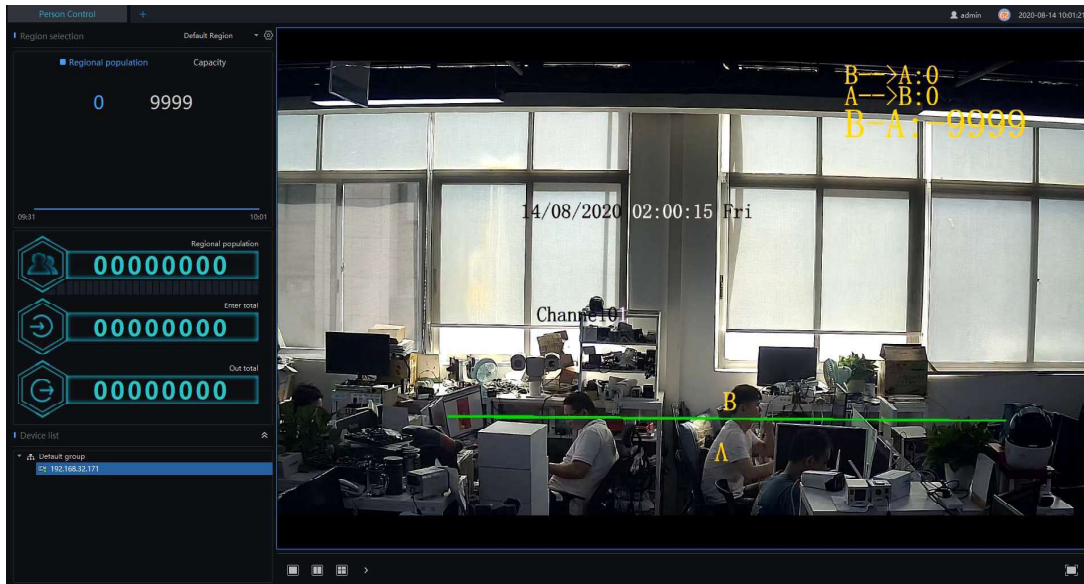 Person Control +
admin 2020-08-14 10:01:21
Region selection Default Region
Regional population Capacity
0 9999
09:31 10:01
Regional population
00000000
Enter total
00000000
Out total
00000000
Device list
Default group
192.168.32.171
B-->A:0
A-->B:0
B-A:-9999
14/08/2020 02:00:15 Fri
Channel01
B
A